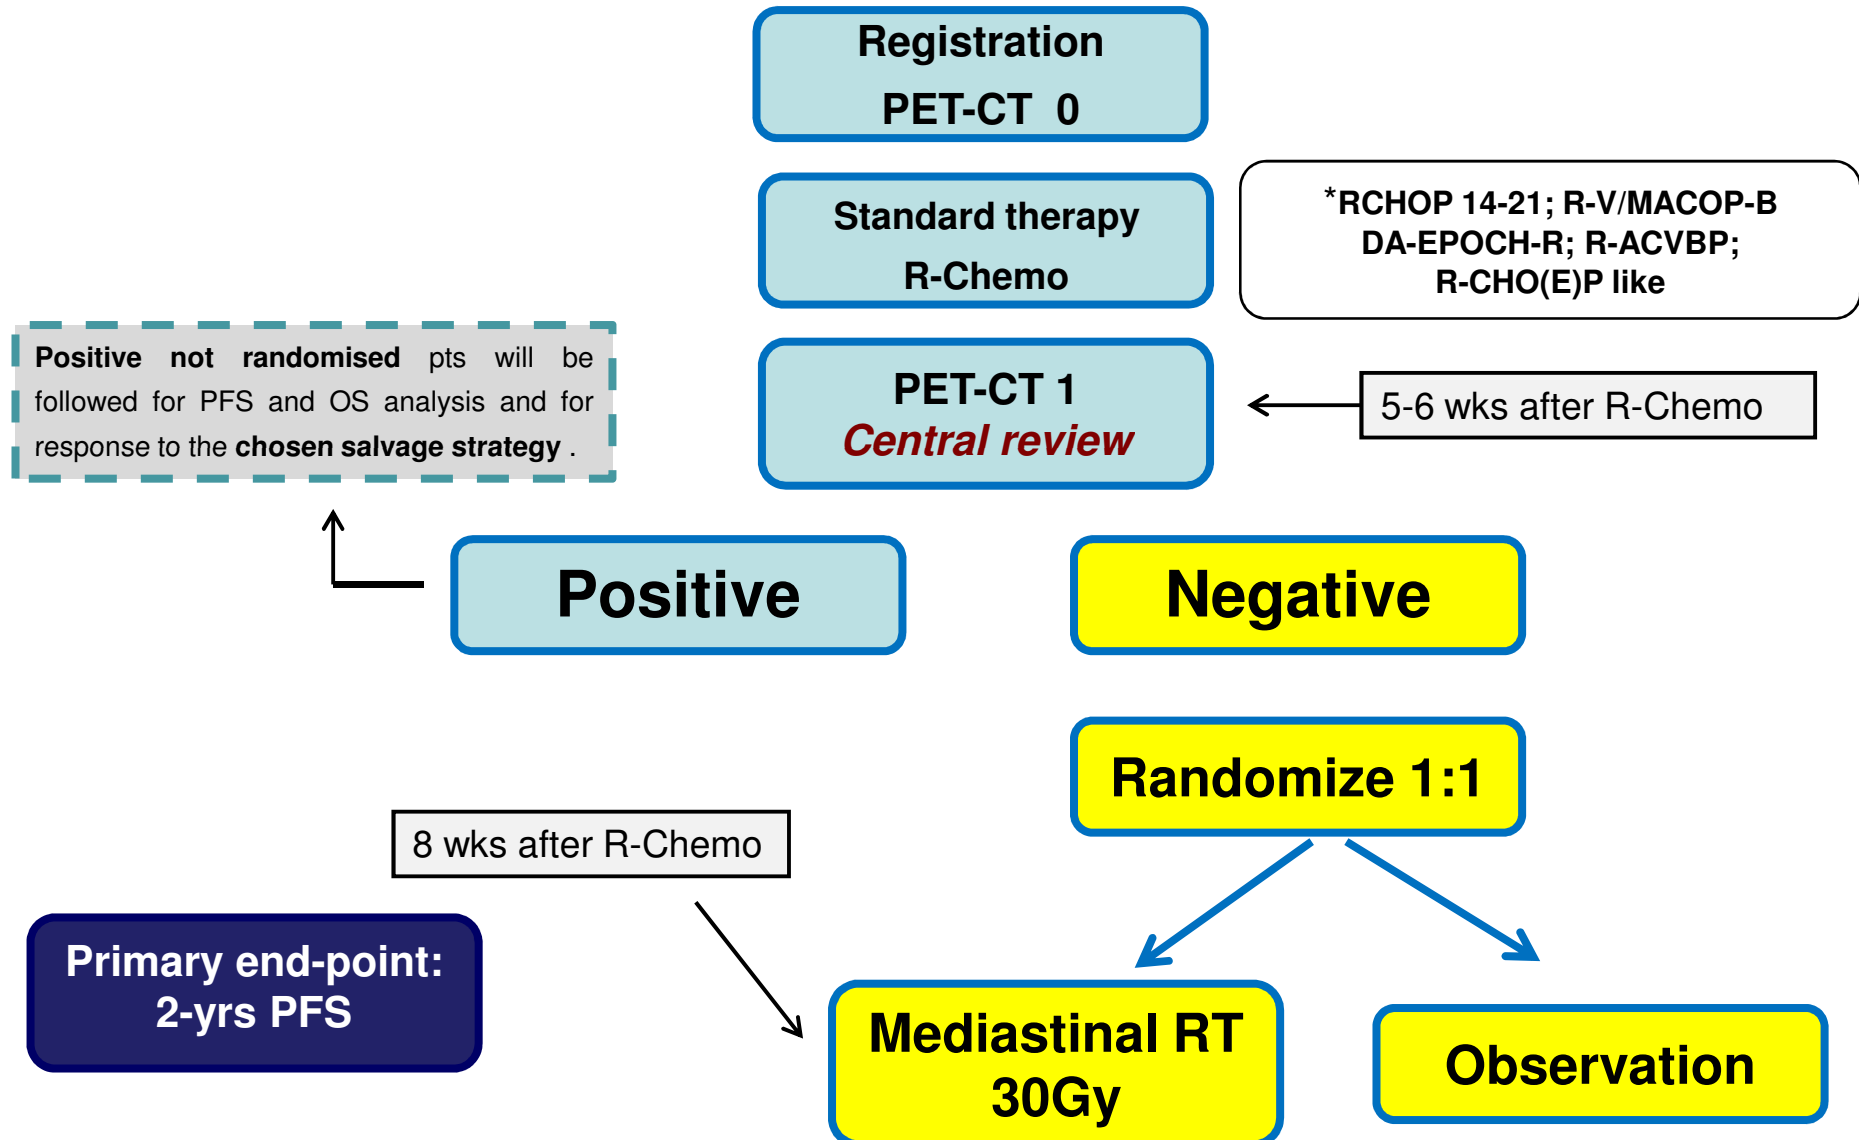 Registration
PET-CT 0
Standard therapy
R-Chemo
*RCHOP 14-21; R-V/MACOP-B
DA-EPOCH-R; R-ACVBP;
R-CHO(E)P like
Positive not randomised pts will be
followed for PFS and OS analysis and for
response to the chosen salvage strategy .
PET-CT 1
Central review
5-6 wks after R-Chemo
Positive
Negative
Randomize 1:1
8 wks after R-Chemo
Primary end-point:
2-yrs PFS
Mediastinal RT
30Gy
Observation